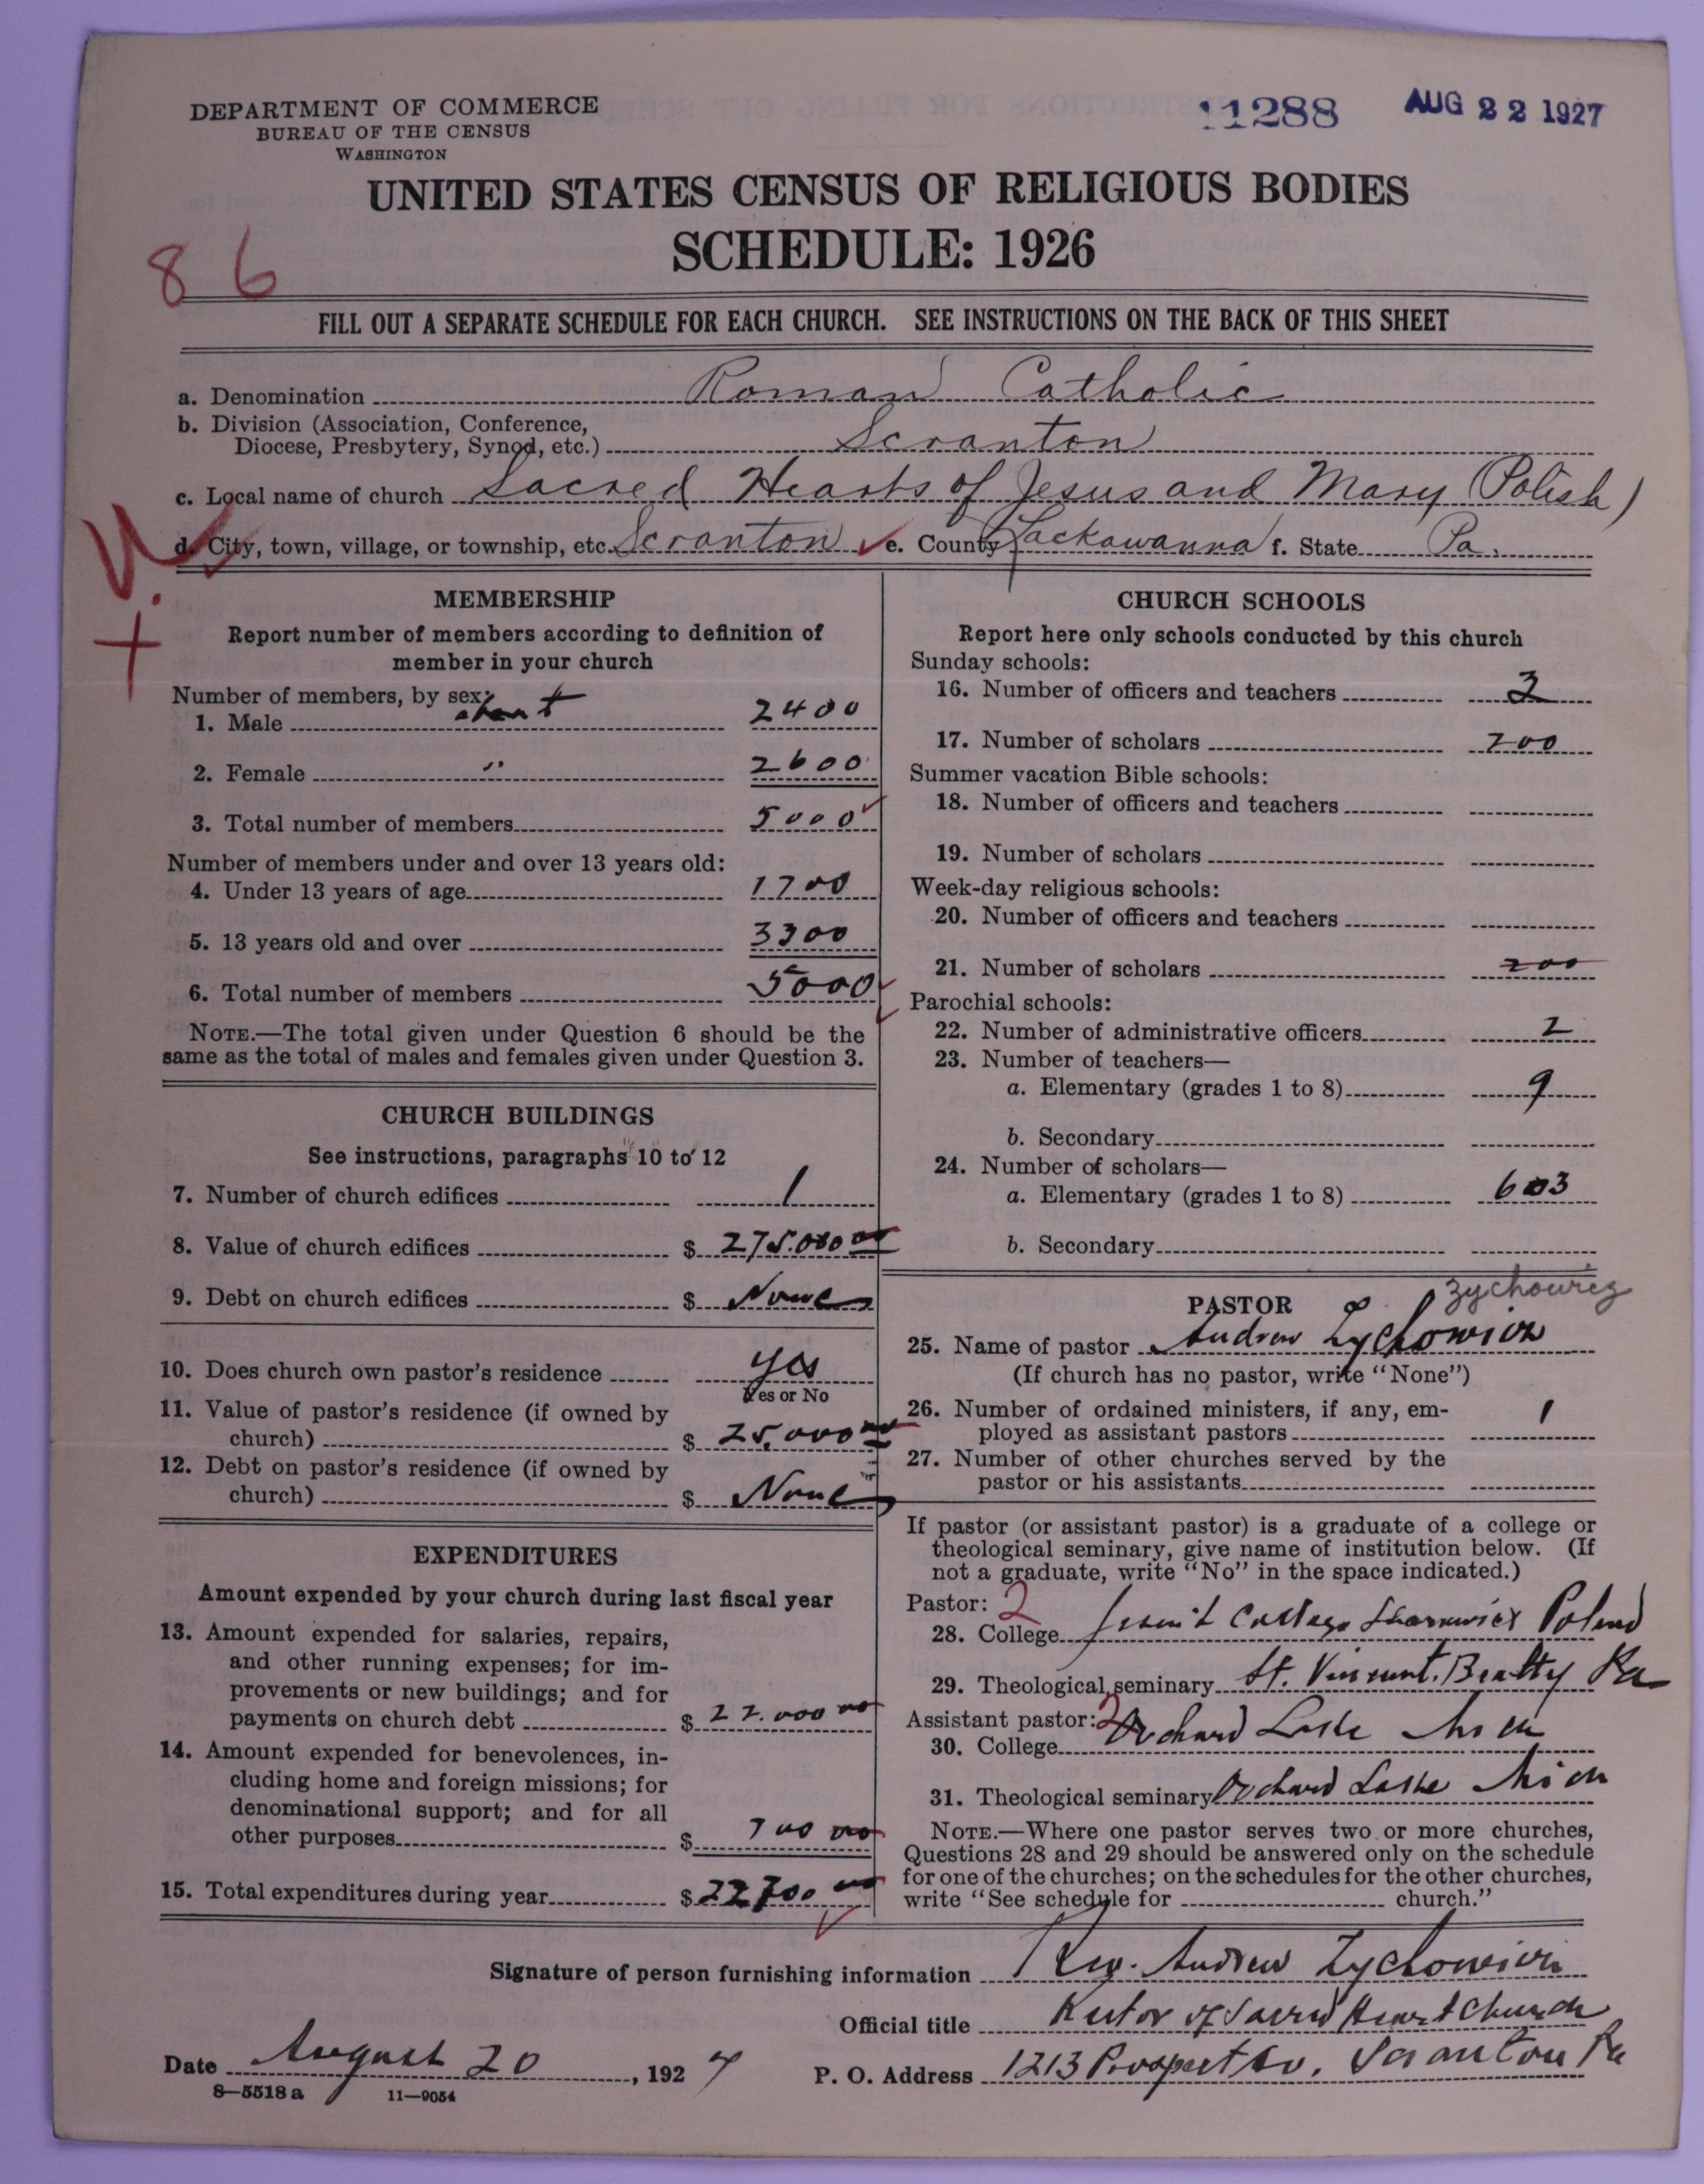 DEPARTMENT OF COMMERCE
BUREAU OF THE CENSUS
WASHINGTON
11288 AUG 22 1927
UNITED STATES CENSUS OF RELIGIOUS BODIES
SCHEDULE: 1926
86
FILL OUT A SEPARATE SCHEDULE FOR EACH CHURCH. SEE INSTRUCTIONS ON THE BACK OF THIS SHEET
a. Denomination Roman Catholic
b. Division (Association, Conference,
Diocese, Presbytery, Synod, etc.) Scranton
c. Local name of church Sacred Hearts of Jesus and Mary (Polish)
d. City, town, village, or township, etc. Scranton e. County Lackawanna f. State Pa.
MEMBERSHIP
Report number of members according to definition of
member in your church
Number of members, by sex:
1. Male about 2400
2. Female " 2600
3. Total number of members 5000
Number of members under and over 13 years old:
4. Under 13 years of age 1700
5. 13 years old and over 3300
6. Total number of members 5000
NOTE.—The total given under Question 6 should be the
same as the total of males and females given under Question 3.
CHURCH BUILDINGS
See instructions, paragraphs 10 to 12
7. Number of church edifices 1
8. Value of church edifices $ 275.000 00
9. Debt on church edifices $ None
10. Does church own pastor's residence yes
Yes or No
11. Value of pastor's residence (if owned by
church) $ 25,000 00
12. Debt on pastor's residence (if owned by
church) $ None
EXPENDITURES
Amount expended by your church during last fiscal year
13. Amount expended for salaries, repairs,
and other running expenses; for im-
provements or new buildings; and for
payments on church debt $ 22.000 00
14. Amount expended for benevolences, in-
cluding home and foreign missions; for
denominational support; and for all
other purposes $ 700 00
15. Total expenditures during year $ 22700 00
CHURCH SCHOOLS
Report here only schools conducted by this church
Sunday schools:
16. Number of officers and teachers
17. Number of scholars 200
Summer vacation Bible schools:
18. Number of officers and teachers
19. Number of scholars
Week-day religious schools:
20. Number of officers and teachers
21. Number of scholars 200
Parochial schools:
22. Number of administrative officers 2
23. Number of teachers—
a. Elementary (grades 1 to 8) 9
b. Secondary
24. Number of scholars—
a. Elementary (grades 1 to 8) 603
b. Secondary
PASTOR Zychowicz
25. Name of pastor Andrew Zychowicz
(If church has no pastor, write "None")
26. Number of ordained ministers, if any, em-
ployed as assistant pastors 1
27. Number of other churches served by the
pastor or his assistants
If pastor (or assistant pastor) is a graduate of a college or
theological seminary, give name of institution below. (If
not a graduate, write "No" in the space indicated.)
Pastor: 2
28. College Jesuit College Poland
29. Theological seminary St. Vincent. Beatty Pa
Assistant pastor: 2
30. College Orchard Lake Mich
31. Theological seminary Orchard Lake Mich
NOTE.—Where one pastor serves two or more churches,
Questions 28 and 29 should be answered only on the schedule
for one of the churches; on the schedules for the other churches,
write "See schedule for church."
Signature of person furnishing information Rev. Andrew Zychowicz
Official title Rector of Sacred Heart Church
Date August 20, 1927 P. O. Address 1213 Prospect Av. Scranton Pa
8—5518 a 11—9054